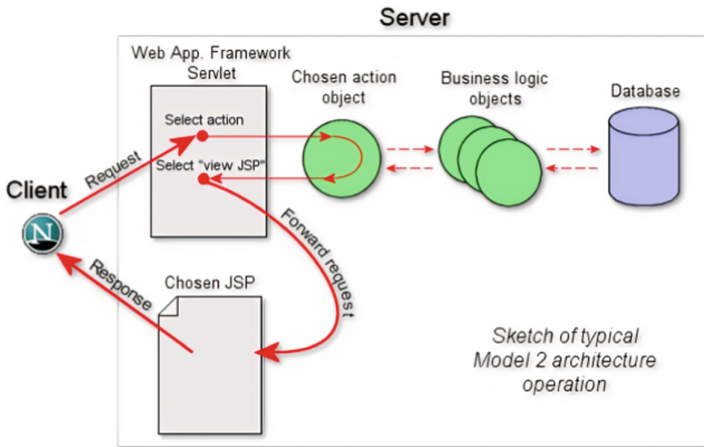 Server
Web App. Framework
Servlet
Chosen action
object
Business logic
objects
Database
Select action
Select "view JSP"
Request
Client
N
Forward request
Response
Chosen JSP
Sketch of typical
Model 2 architecture
operation